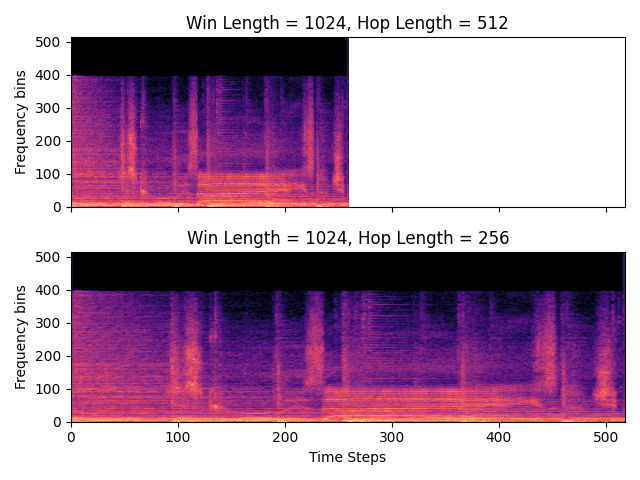 Win Length = 1024, Hop Length = 512
500
400
300
200
100
0
Frequency bins
Win Length = 1024, Hop Length = 256
500
400
300
200
100
0
Frequency bins
0 100 200 300 400 500
Time Steps